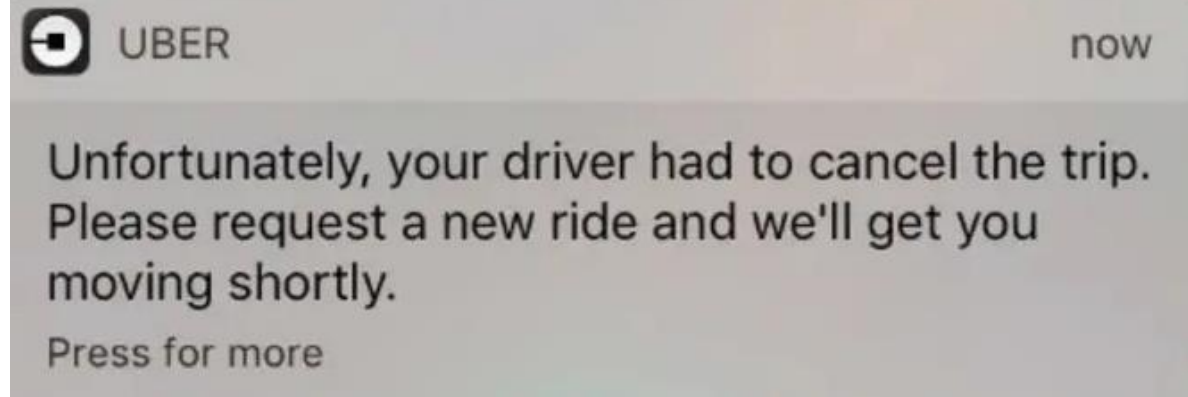 UBER
now
Unfortunately, your driver had to cancel the trip.
Please request a new ride and we'll get you
moving shortly.
Press for more